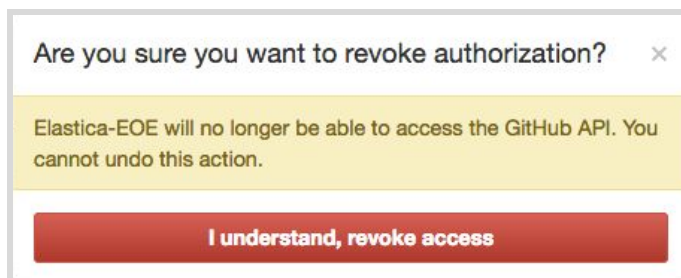 Are you sure you want to revoke authorization? ×
Elastica-EOE will no longer be able to access the GitHub API. You
cannot undo this action.
I understand, revoke access